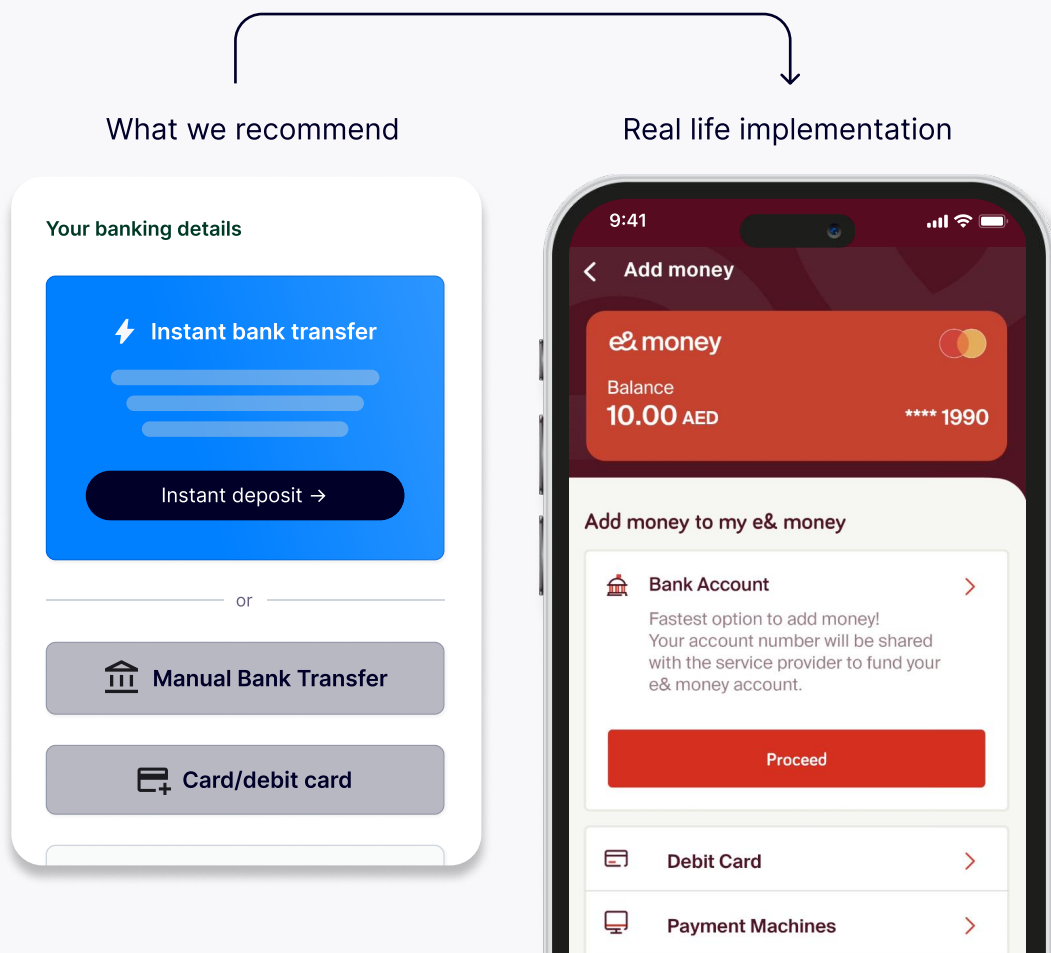 What we recommend
Real life implementation
Your banking details
Instant bank transfer
Instant deposit →
or
Manual Bank Transfer
Card/debit card
9:41
Add money
e& money
Balance
10.00 AED
**** 1990
Add money to my e& money
Bank Account
Fastest option to add money!
Your account number will be shared
with the service provider to fund your
e& money account.
Proceed
Debit Card
Payment Machines